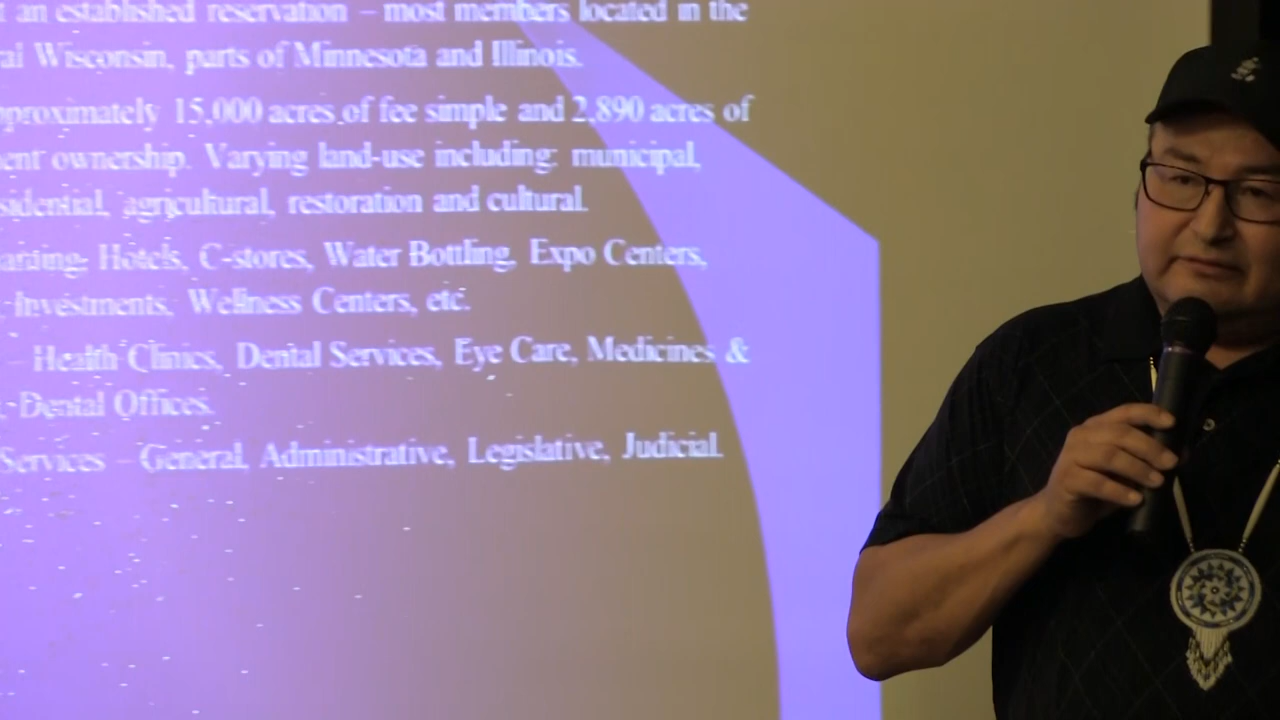 an established reservation – most members located in the
Wisconsin, parts of Minnesota and Illinois.
15,000 acres of fee simple and 2,890 acres of
ownership. Varying land-use including: municipal,
agricultural, restoration and cultural.
Hotels, C-stores, Water Bottling, Expo Centers,
Investments, Wellness Centers, etc.
– Health Clinics, Dental Services, Eye Care, Medicines &
Dental Offices.
Services – General, Administrative, Legislative, Judicial.